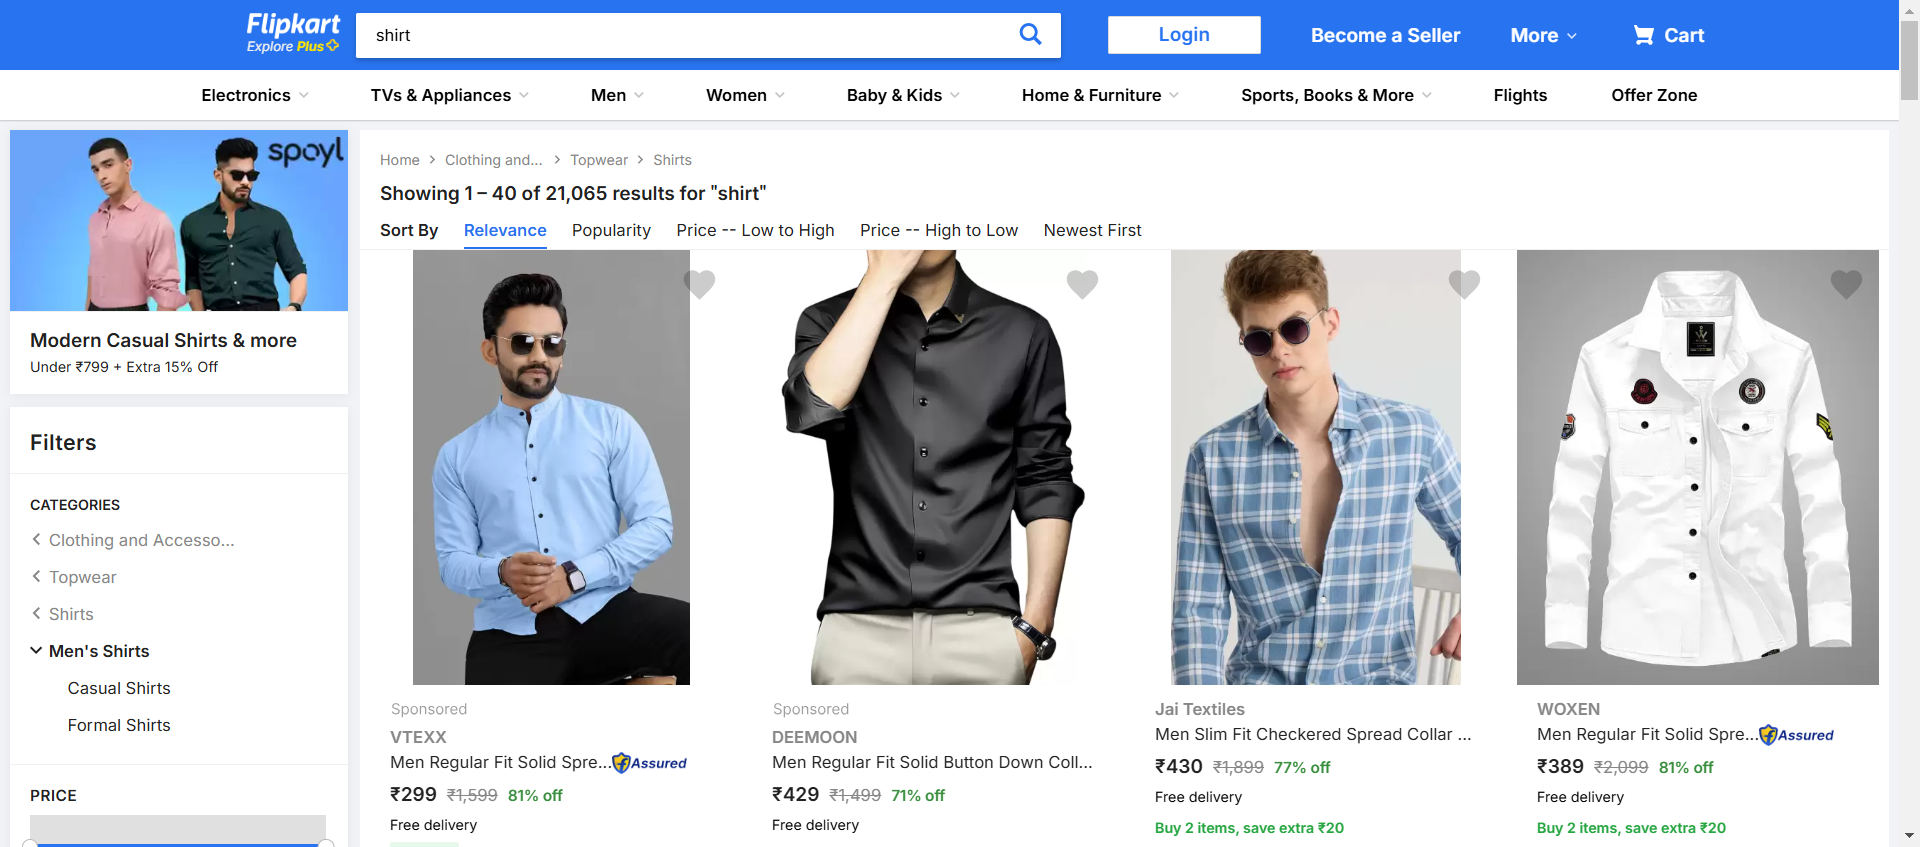 Flipkart
Explore Plus
shirt
Login
Become a Seller
More
Cart
Electronics
TVs & Appliances
Men
Women
Baby & Kids
Home & Furniture
Sports, Books & More
Flights
Offer Zone
spoyl
Modern Casual Shirts & more
Under ₹799 + Extra 15% Off
Filters
CATEGORIES
Clothing and Accesso...
Topwear
Shirts
Men's Shirts
Casual Shirts
Formal Shirts
PRICE
Home
Clothing and...
Topwear
Shirts
Showing 1 – 40 of 21,065 results for "shirt"
Sort By
Relevance
Popularity
Price -- Low to High
Price -- High to Low
Newest First
Sponsored
VTEXX
Men Regular Fit Solid Spre...
Assured
₹299 ₹1,599 81% off
Free delivery
Sponsored
DEEMOON
Men Regular Fit Solid Button Down Coll...
₹429 ₹1,499 71% off
Free delivery
Jai Textiles
Men Slim Fit Checkered Spread Collar ...
₹430 ₹1,899 77% off
Free delivery
Buy 2 items, save extra ₹20
WOXEN
Men Regular Fit Solid Spre...
Assured
₹389 ₹2,099 81% off
Free delivery
Buy 2 items, save extra ₹20